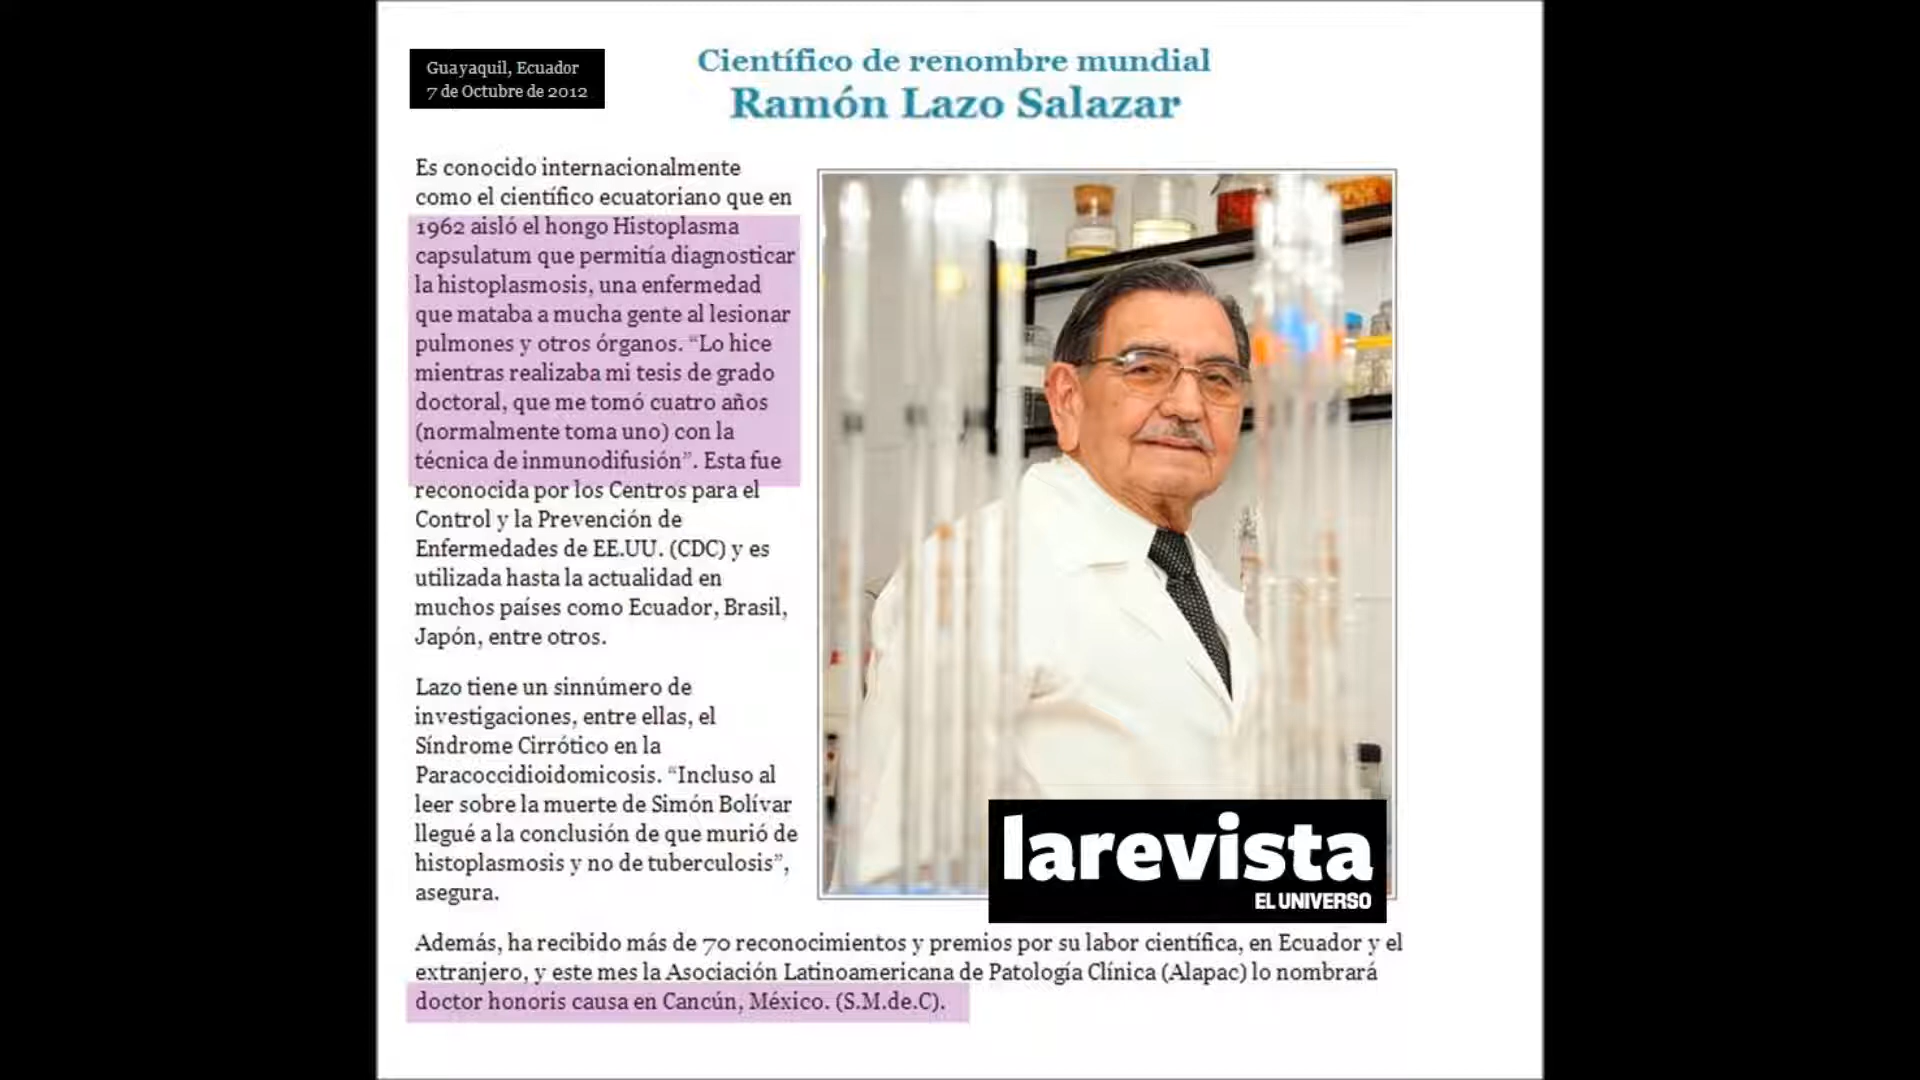 Guayaquil, Ecuador
7 de Octubre de 2012
Científico de renombre mundial
Ramón Lazo Salazar
Es conocido internacionalmente
como el científico ecuatoriano que en
1962 aisló el hongo Histoplasma
capsulatum que permitía diagnosticar
la histoplasmosis, una enfermedad
que mataba a mucha gente al lesionar
pulmones y otros órganos. “Lo hice
mientras realizaba mi tesis de grado
doctoral, que me tomó cuatro años
(normalmente toma uno) con la
técnica de inmunodifusión”. Esta fue
reconocida por los Centros para el
Control y la Prevención de
Enfermedades de EE.UU. (CDC) y es
utilizada hasta la actualidad en
muchos países como Ecuador, Brasil,
Japón, entre otros.
Lazo tiene un sinnúmero de
investigaciones, entre ellas, el
Síndrome Cirrótico en la
Paracoccidioidomicosis. “Incluso al
leer sobre la muerte de Simón Bolívar
llegué a la conclusión de que murió de
histoplasmosis y no de tuberculosis”,
asegura.
larevista
EL UNIVERSO
Además, ha recibido más de 70 reconocimientos y premios por su labor científica, en Ecuador y el
extranjero, y este mes la Asociación Latinoamericana de Patología Clínica (Alapac) lo nombrará
doctor honoris causa en Cancún, México. (S.M.de.C).